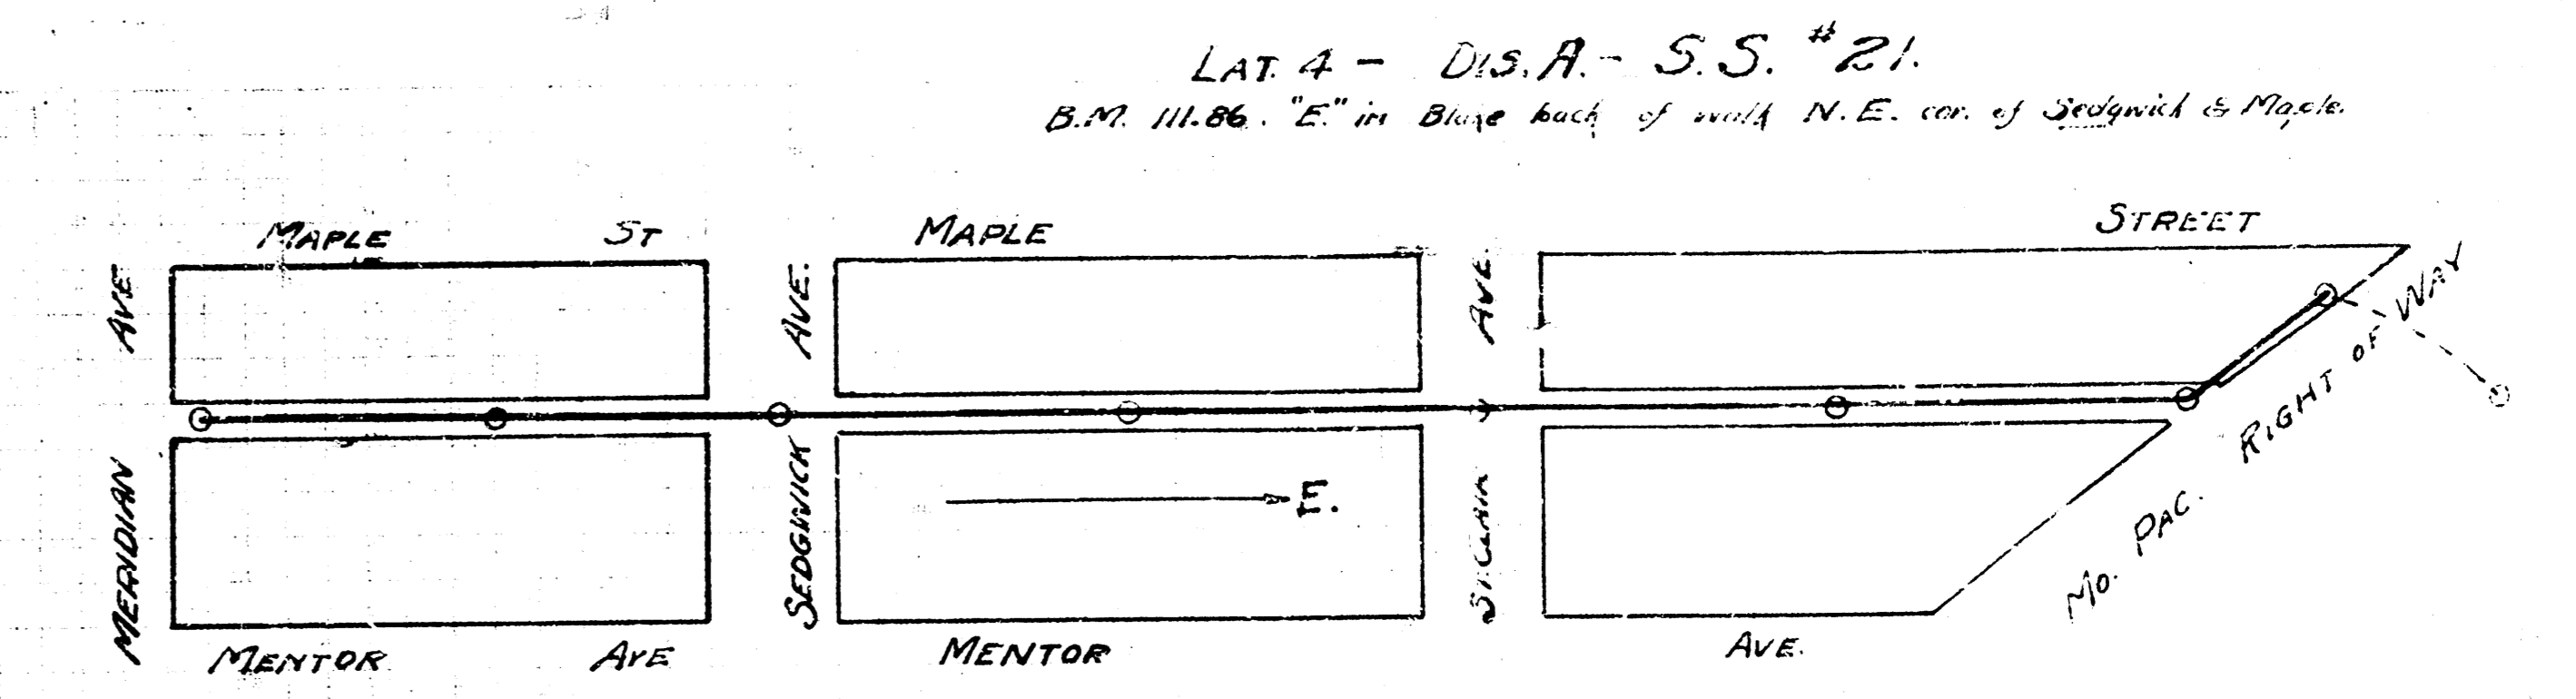 LAT. 4 - DIS. A. - S.S. #21.
B.M. 111.86. "E." in Blaze back of walk N.E. cor. of Sedgwick & Maple.
MAPLE ST MAPLE STREET
MERIDIAN AVE
SEDGWICK AVE.
ST. CLAIR AVE.
MO. PAC. RIGHT OF WAY
E.
MENTOR AVE MENTOR AVE.